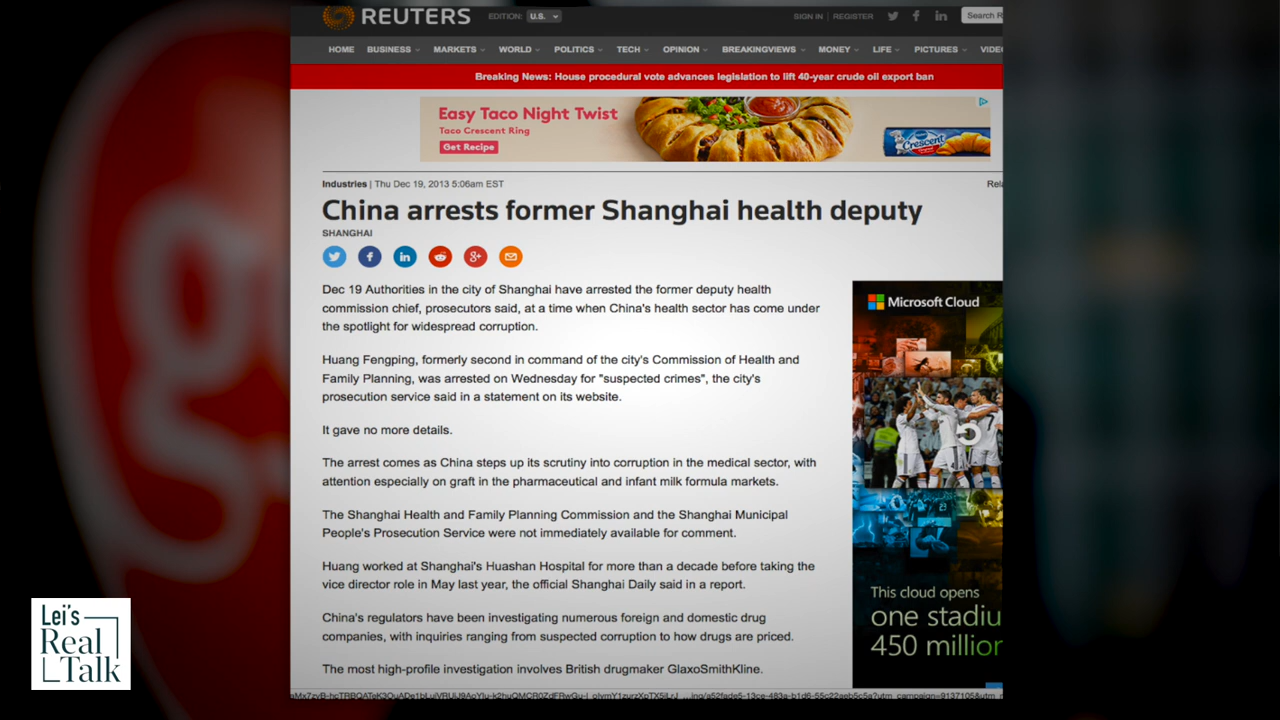 REUTERS EDITION: U.S. SIGN IN | REGISTER Search R
HOME BUSINESS MARKETS WORLD POLITICS TECH OPINION BREAKINGVIEWS MONEY LIFE PICTURES VIDE
Breaking News: House procedural vote advances legislation to lift 40-year crude oil export ban
Easy Taco Night Twist
Taco Crescent Ring
Get Recipe
Crescent
Industries | Thu Dec 19, 2013 5:06am EST
Rela
China arrests former Shanghai health deputy
SHANGHAI
Dec 19 Authorities in the city of Shanghai have arrested the former deputy health
commission chief, prosecutors said, at a time when China's health sector has come under
the spotlight for widespread corruption.
Huang Fengping, formerly second in command of the city's Commission of Health and
Family Planning, was arrested on Wednesday for "suspected crimes", the city's
prosecution service said in a statement on its website.
It gave no more details.
The arrest comes as China steps up its scrutiny into corruption in the medical sector, with
attention especially on graft in the pharmaceutical and infant milk formula markets.
The Shanghai Health and Family Planning Commission and the Shanghai Municipal
People's Prosecution Service were not immediately available for comment.
Huang worked at Shanghai's Huashan Hospital for more than a decade before taking the
vice director role in May last year, the official Shanghai Daily said in a report.
China's regulators have been investigating numerous foreign and domestic drug
companies, with inquiries ranging from suspected corruption to how drugs are priced.
The most high-profile investigation involves British drugmaker GlaxoSmithKline.
Microsoft Cloud
This cloud opens
one stadiu
450 million
Lei's
Real
Talk